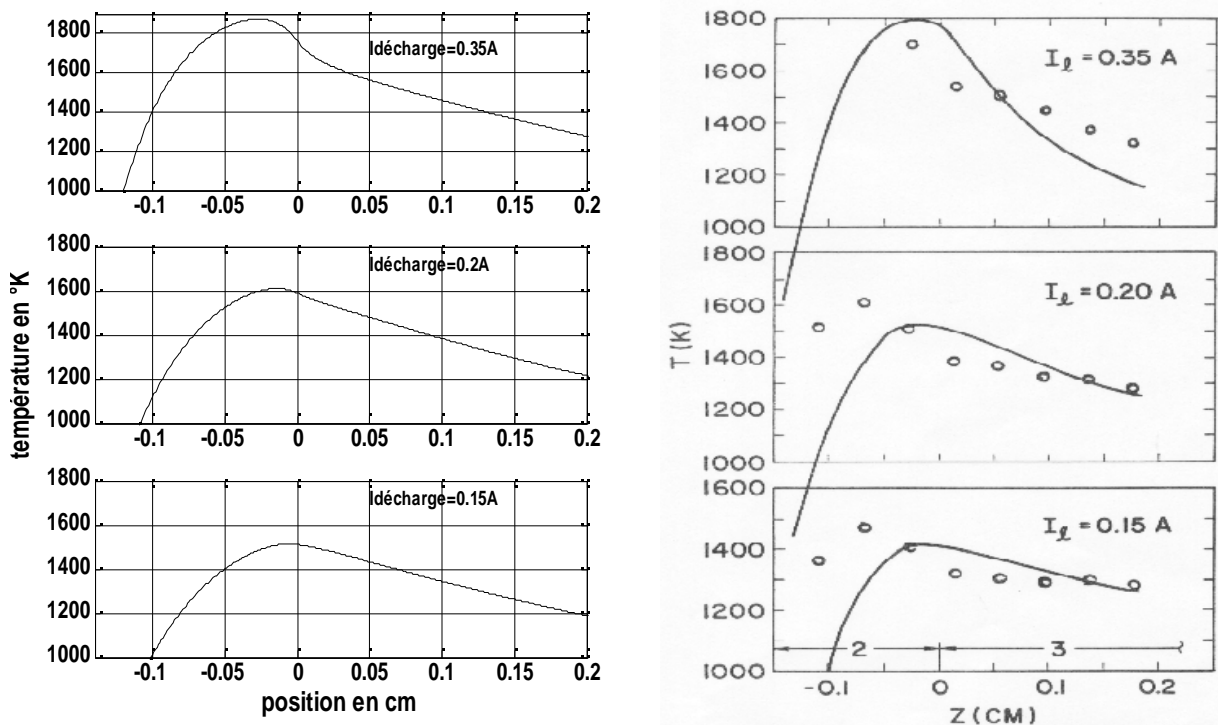 1800
1600
1400
1200
1000
Idécharge=0.35A
-0.1 -0.05 0 0.05 0.1 0.15 0.2
1800
1600
1400
1200
1000
Idécharge=0.2A
-0.1 -0.05 0 0.05 0.1 0.15 0.2
1800
1600
1400
1200
1000
Idécharge=0.15A
-0.1 -0.05 0 0.05 0.1 0.15 0.2
température en °K
position en cm
1800
1600
1400
1200
1000
I𝓁 = 0.35 A
1800
1600
1400
1200
1000
I𝓁 = 0.20 A
1600
1400
1200
1000
I𝓁 = 0.15 A
2 3
-0.1 0 0.1 0.2
T (K)
Z (CM)